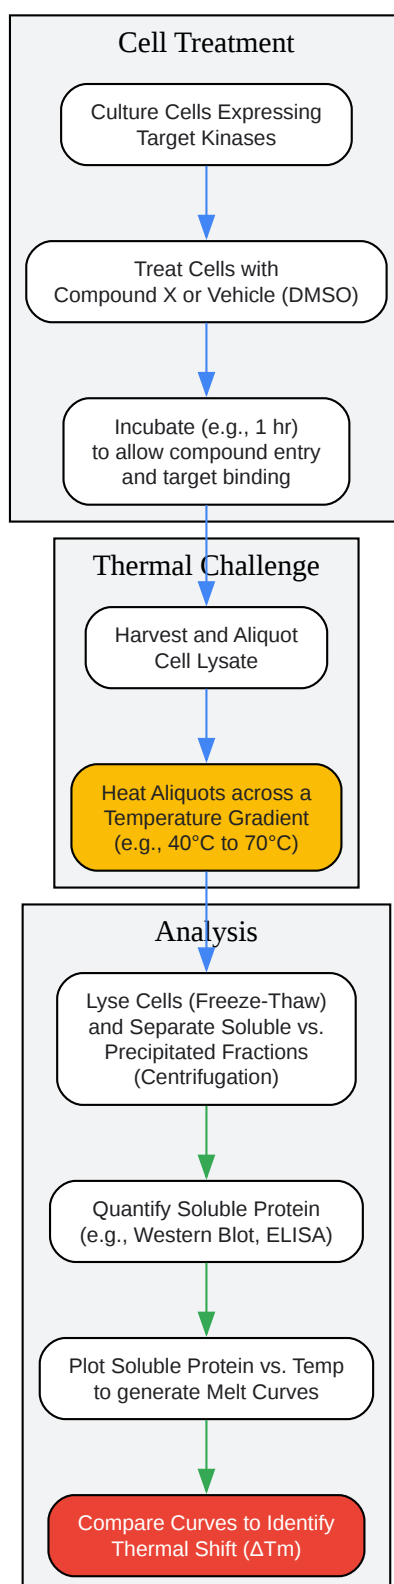 Cell Treatment
Culture Cells Expressing
Target Kinases
Treat Cells with
Compound X or Vehicle (DMSO)
Incubate (e.g., 1 hr)
to allow compound entry
and target binding
Thermal Challenge
Harvest and Aliquot
Cell Lysate
Heat Aliquots across a
Temperature Gradient
(e.g., 40°C to 70°C)
Analysis
Lyse Cells (Freeze-Thaw)
and Separate Soluble vs.
Precipitated Fractions
(Centrifugation)
Quantify Soluble Protein
(e.g., Western Blot, ELISA)
Plot Soluble Protein vs. Temp
to generate Melt Curves
Compare Curves to Identify
Thermal Shift (ΔTm)